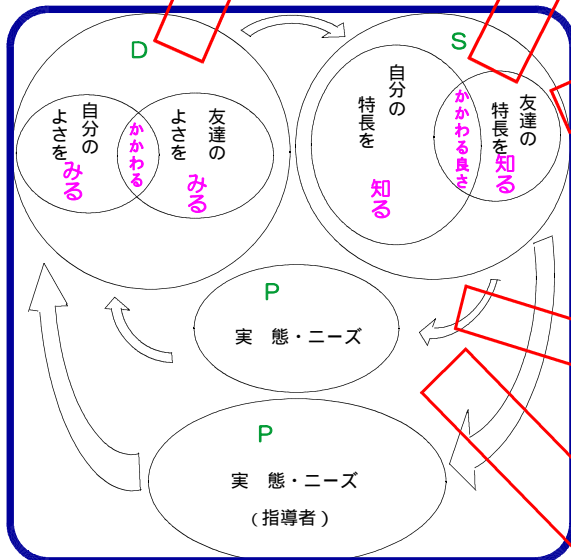 D
自分の
よさを
みる
かかわる
友達の
よさを
みる
S
自分の
特長を
知る
かかわる良さ
友達の
特長を
知る
P
実 態・ニーズ
P
実 態・ニーズ
(指導者)